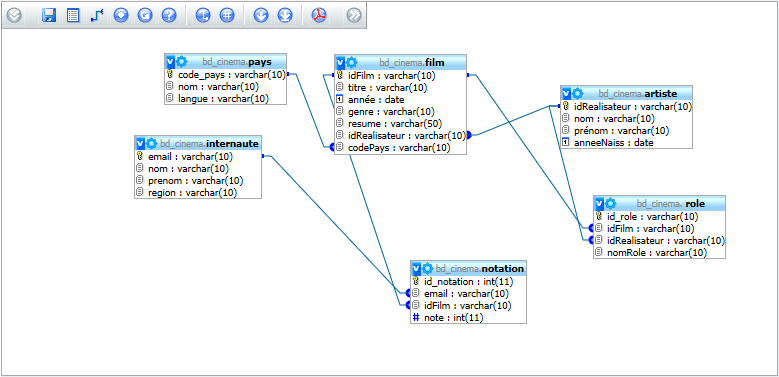 bd_cinema.pays
code_pays : varchar(10)
nom : varchar(10)
langue : varchar(10)
bd_cinema.film
idFilm : varchar(10)
titre : varchar(10)
année : date
genre : varchar(10)
resume : varchar(50)
idRealisateur : varchar(10)
codePays : varchar(10)
bd_cinema.artiste
idRealisateur : varchar(10)
nom : varchar(10)
prénom : varchar(10)
anneeNaiss : date
bd_cinema.internaute
email : varchar(10)
nom : varchar(10)
prenom : varchar(10)
region : varchar(10)
bd_cinema. role
id_role : varchar(10)
idFilm : varchar(10)
idRealisateur : varchar(10)
nomRole : varchar(10)
bd_cinema.notation
id_notation : int(11)
email : varchar(10)
idFilm : varchar(10)
# note : int(11)